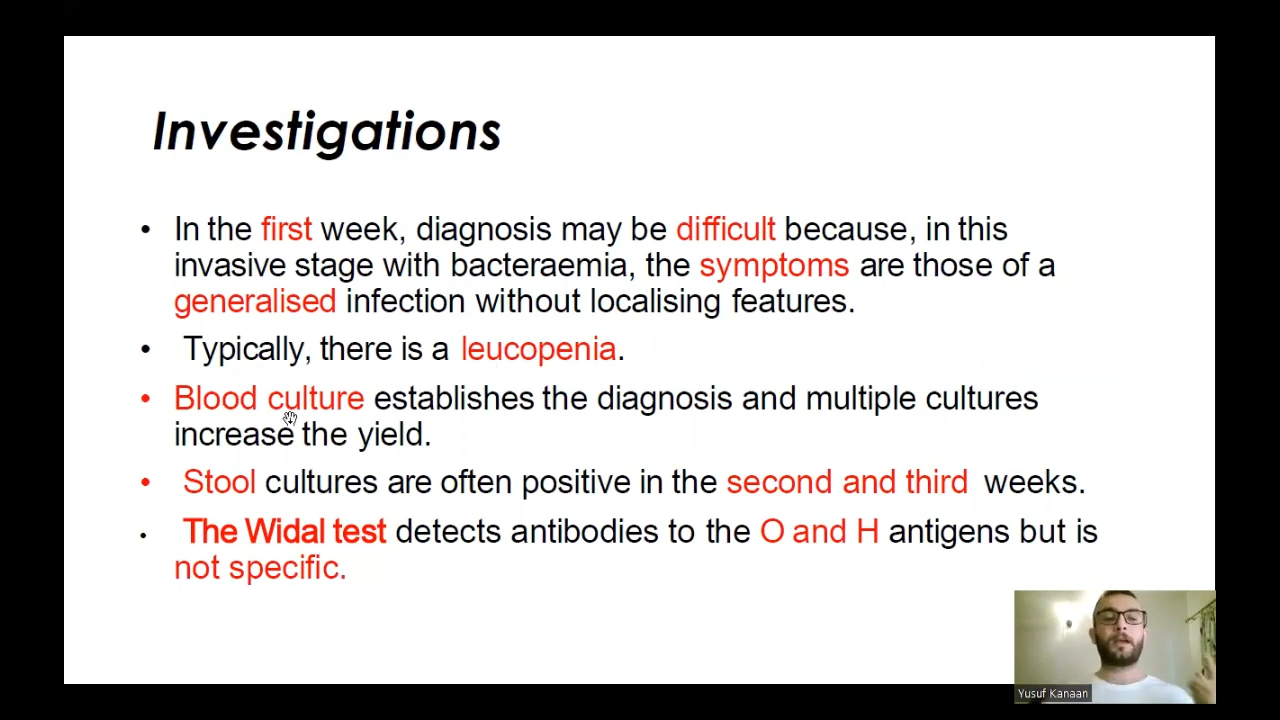 Investigations
• In the first week, diagnosis may be difficult because, in this
invasive stage with bacteraemia, the symptoms are those of a
generalised infection without localising features.
• Typically, there is a leucopenia.
• Blood culture establishes the diagnosis and multiple cultures
increase the yield.
• Stool cultures are often positive in the second and third weeks.
• The Widal test detects antibodies to the O and H antigens but is
not specific.
Yusuf Kanaan